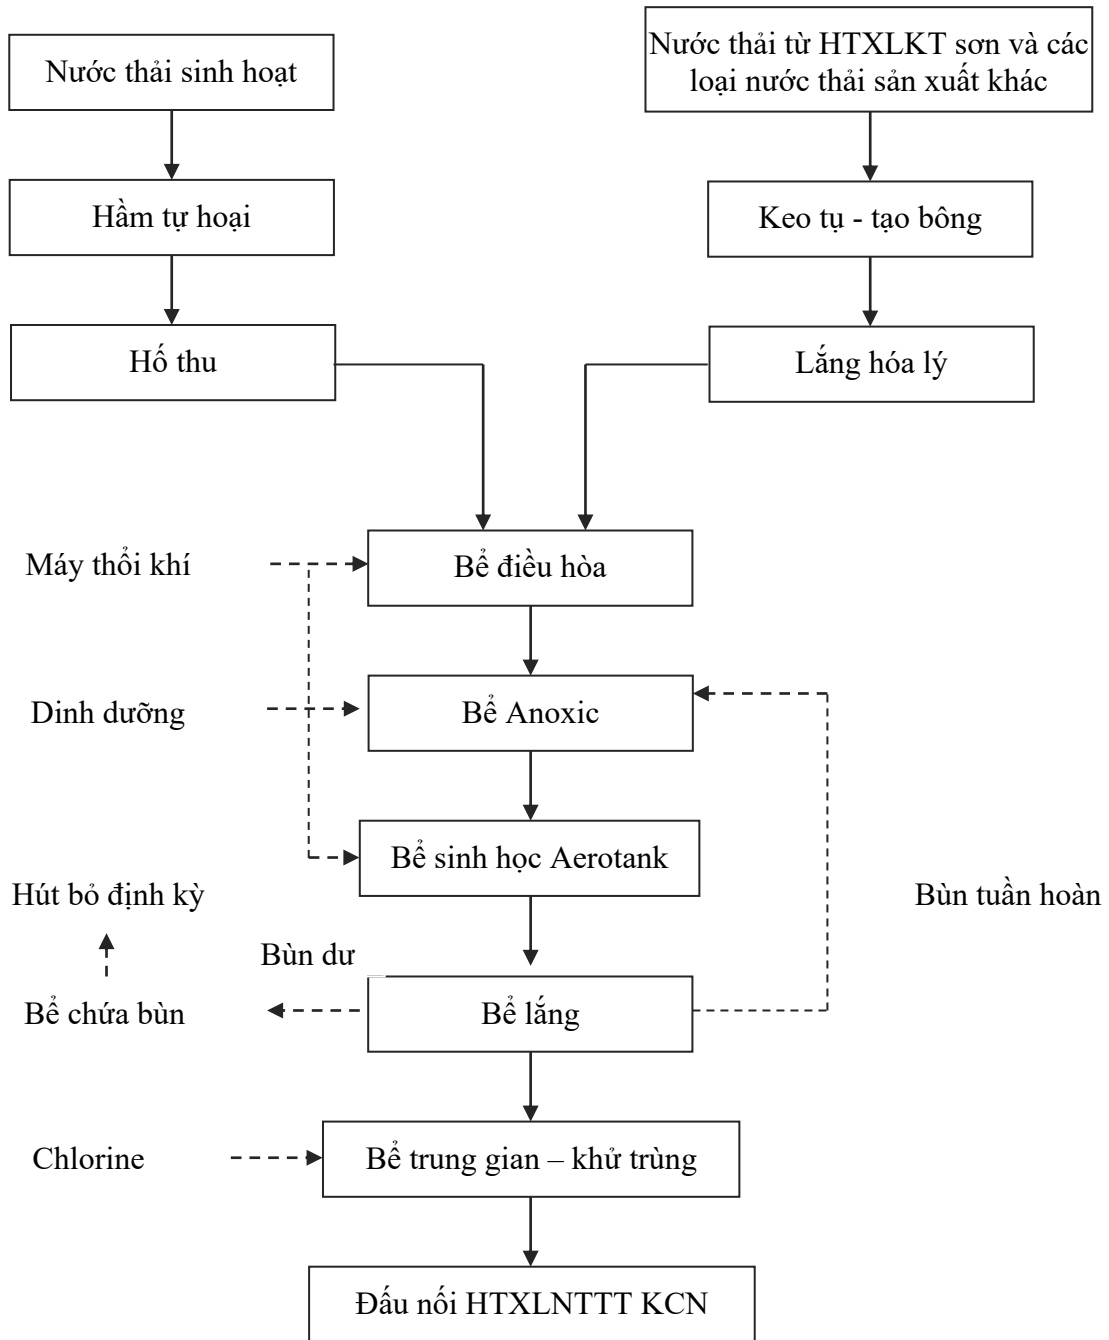 Nước thải sinh hoạt
Nước thải từ HTXLKT sơn và các
loại nước thải sản xuất khác
Hầm tự hoại
Keo tụ - tạo bông
Hố thu
Lắng hóa lý
Máy thổi khí
Bể điều hòa
Dinh dưỡng
Bể Anoxic
Bể sinh học Aerotank
Hút bỏ định kỳ
Bùn tuần hoàn
Bùn dư
Bể chứa bùn
Bể lắng
Chlorine
Bể trung gian – khử trùng
Đấu nối HTXLNTTT KCN